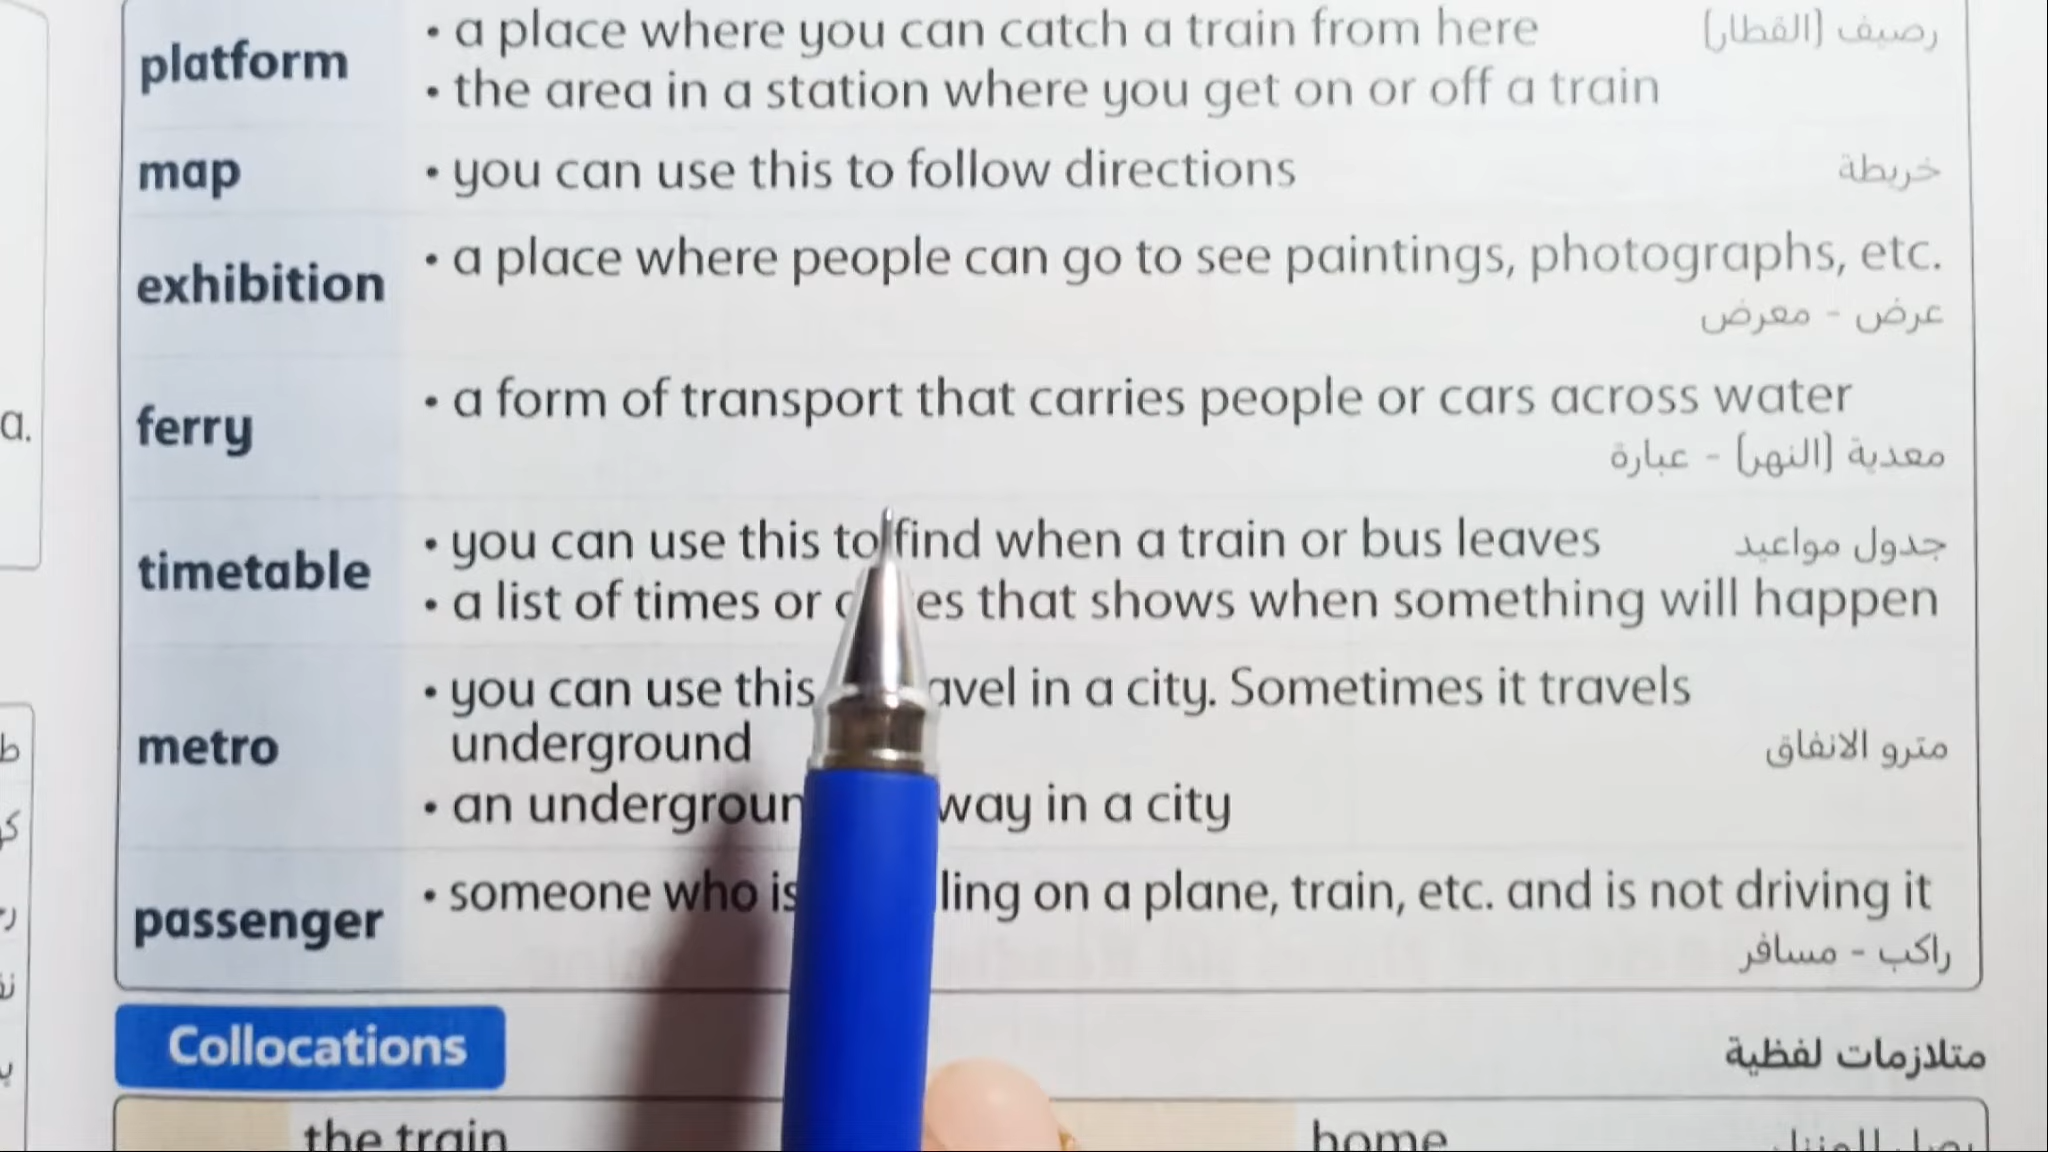 platform
• a place where you can catch a train from here رصيف (القطار)
• the area in a station where you get on or off a train
map • you can use this to follow directions خريطة
exhibition • a place where people can go to see paintings, photographs, etc.
عرض - معرض
ferry • a form of transport that carries people or cars across water
معدية (النهر) - عبارة
timetable
• you can use this to find when a train or bus leaves جدول مواعيد
• a list of times or that shows when something will happen
• you can use this in a city. Sometimes it travels
metro underground مترو الانفاق
• an in a city
passenger • someone who is on a plane, train, etc. and is not driving it
راكب - مسافر
Collocations متلازمات لفظية
the train home
a.